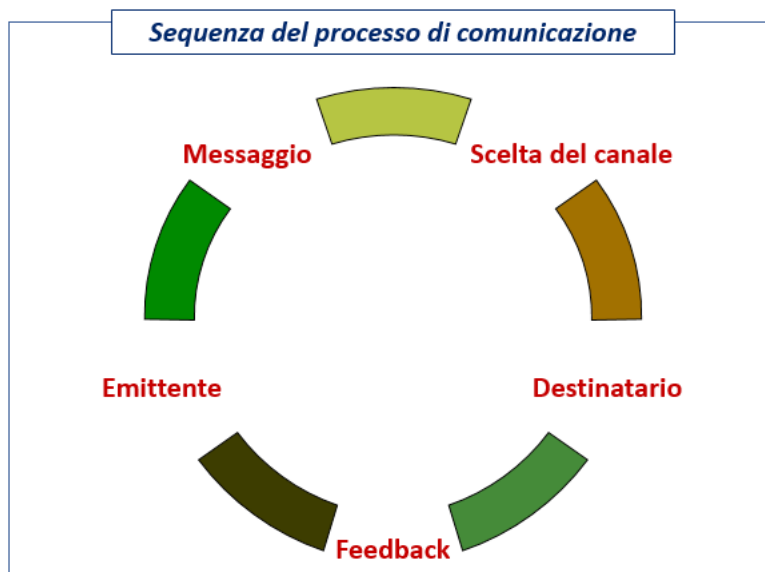 Sequenza del processo di comunicazione
Messaggio
Scelta del canale
Emittente
Destinatario
Feedback